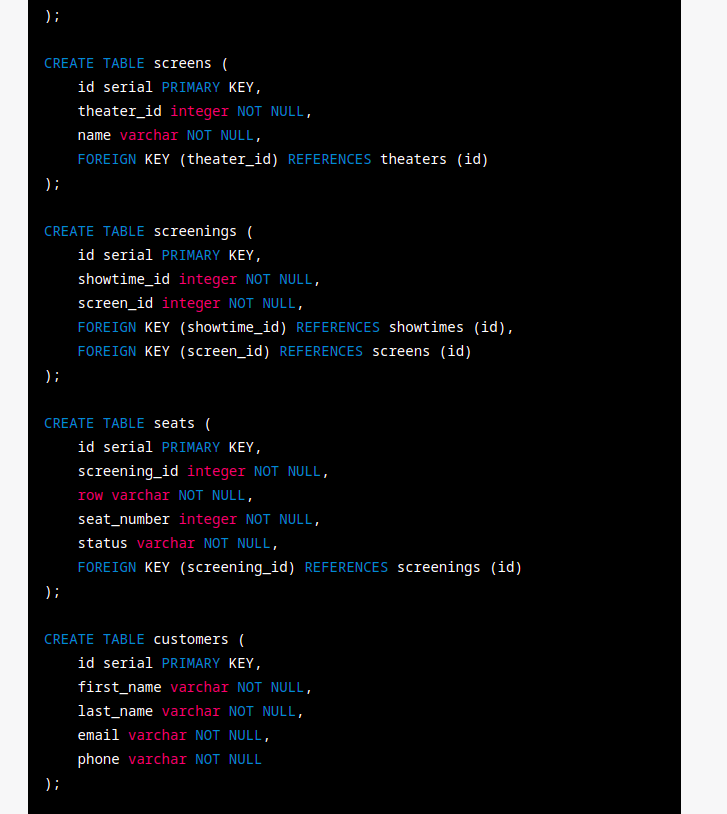 );
CREATE TABLE screens (
    id serial PRIMARY KEY,
    theater_id integer NOT NULL,
    name varchar NOT NULL,
    FOREIGN KEY (theater_id) REFERENCES theaters (id)
);
CREATE TABLE screenings (
    id serial PRIMARY KEY,
    showtime_id integer NOT NULL,
    screen_id integer NOT NULL,
    FOREIGN KEY (showtime_id) REFERENCES showtimes (id),
    FOREIGN KEY (screen_id) REFERENCES screens (id)
);
CREATE TABLE seats (
    id serial PRIMARY KEY,
    screening_id integer NOT NULL,
    row varchar NOT NULL,
    seat_number integer NOT NULL,
    status varchar NOT NULL,
    FOREIGN KEY (screening_id) REFERENCES screenings (id)
);
CREATE TABLE customers (
    id serial PRIMARY KEY,
    first_name varchar NOT NULL,
    last_name varchar NOT NULL,
    email varchar NOT NULL,
    phone varchar NOT NULL
);